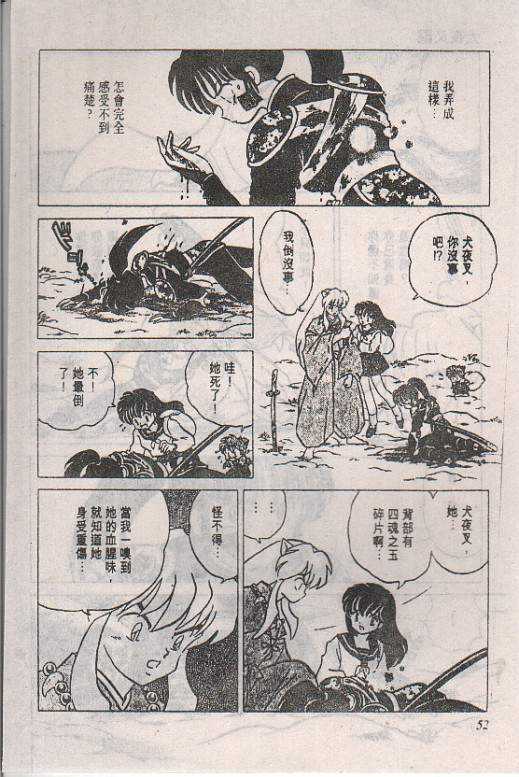 我弄成
這樣…
怎會完全
感受不到
痛楚？
犬夜叉，
你沒事
吧！？
我倒沒事…
哇！
她死了！
不！
她暈倒
了！
犬夜叉，
她…
背部有
四魂之玉
碎片啊…
…
…
怪不得…
當我一嗅到
她的血腥味，
就知道她
身受重傷…
52